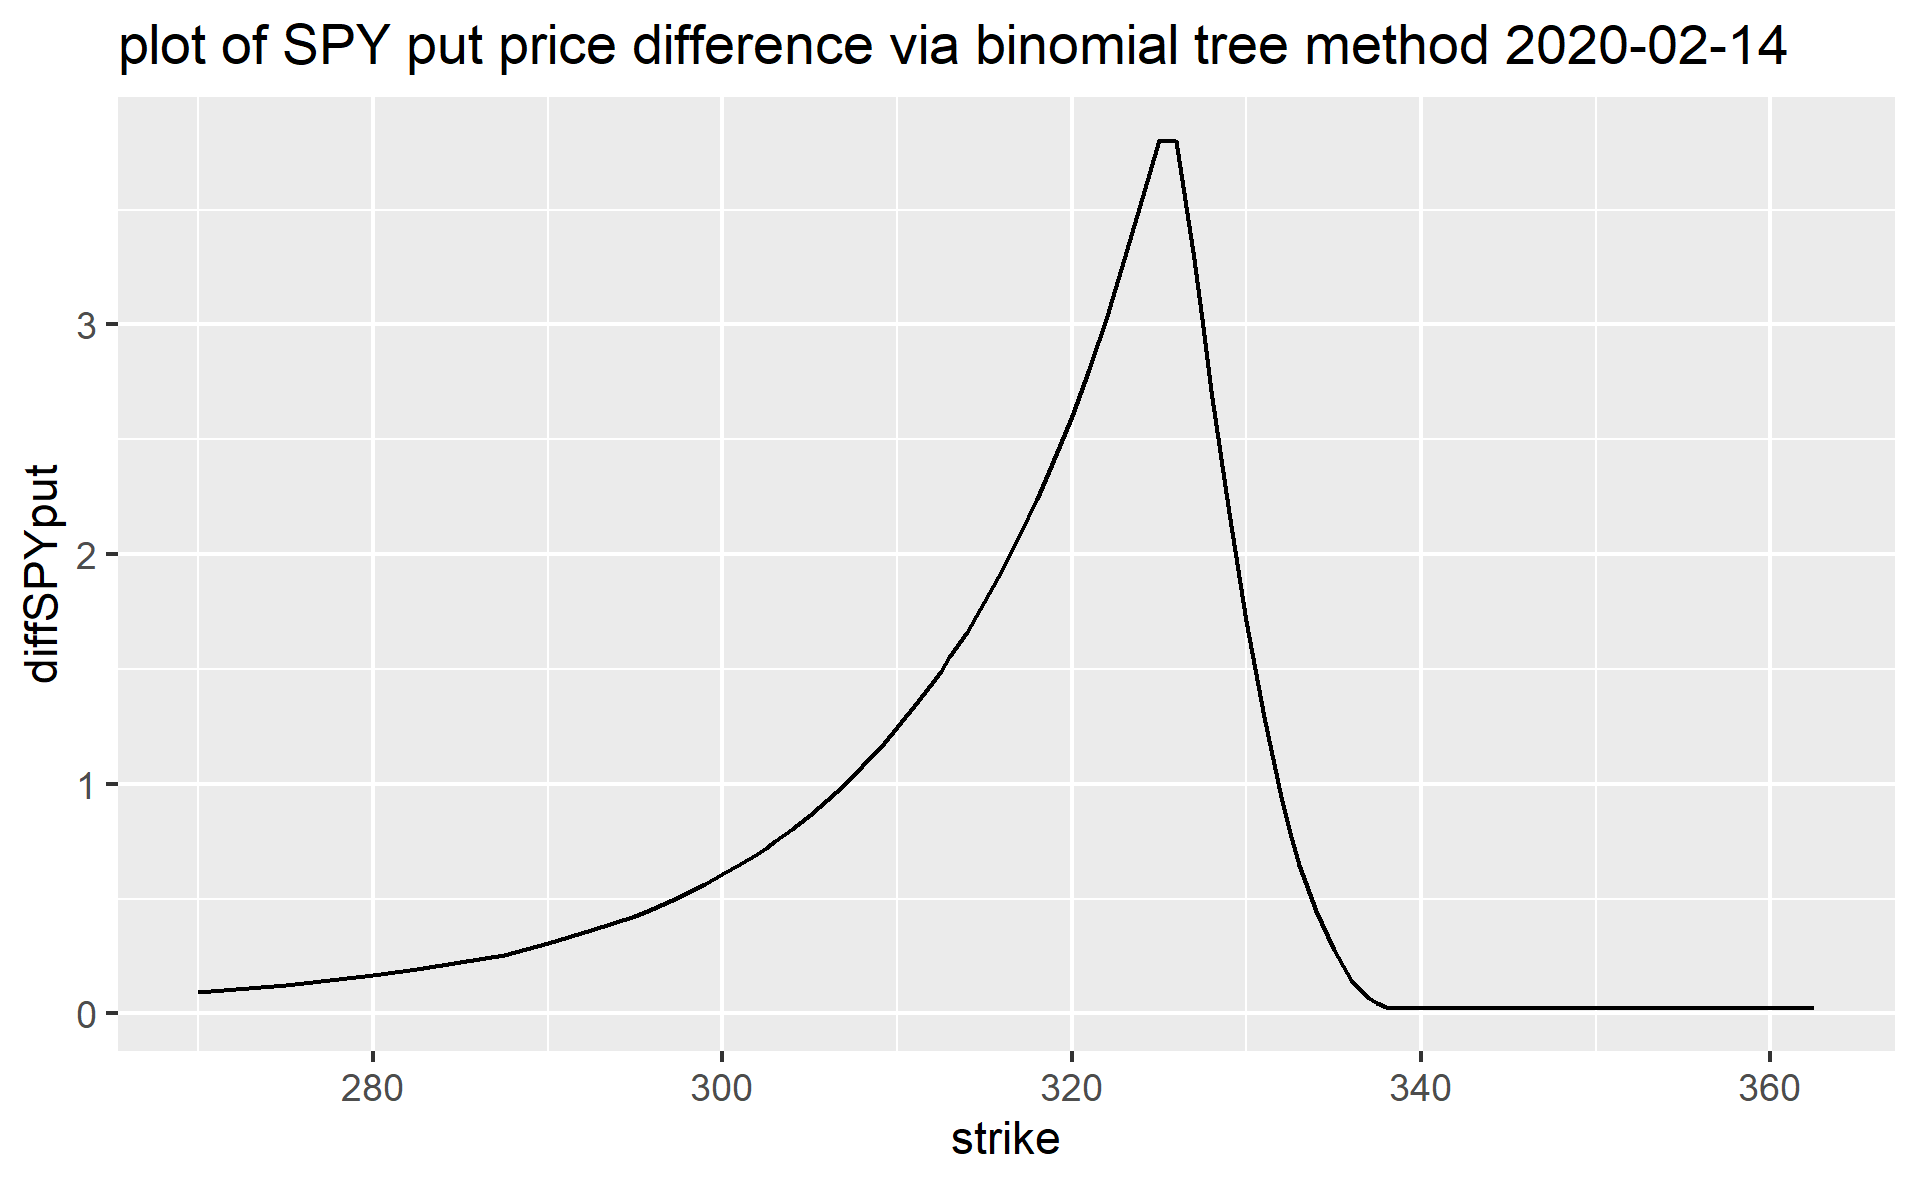 plot of SPY put price difference via binomial tree method 2020-02-14
diffSPYput
3
2
1
0
280 300 320 340 360
strike